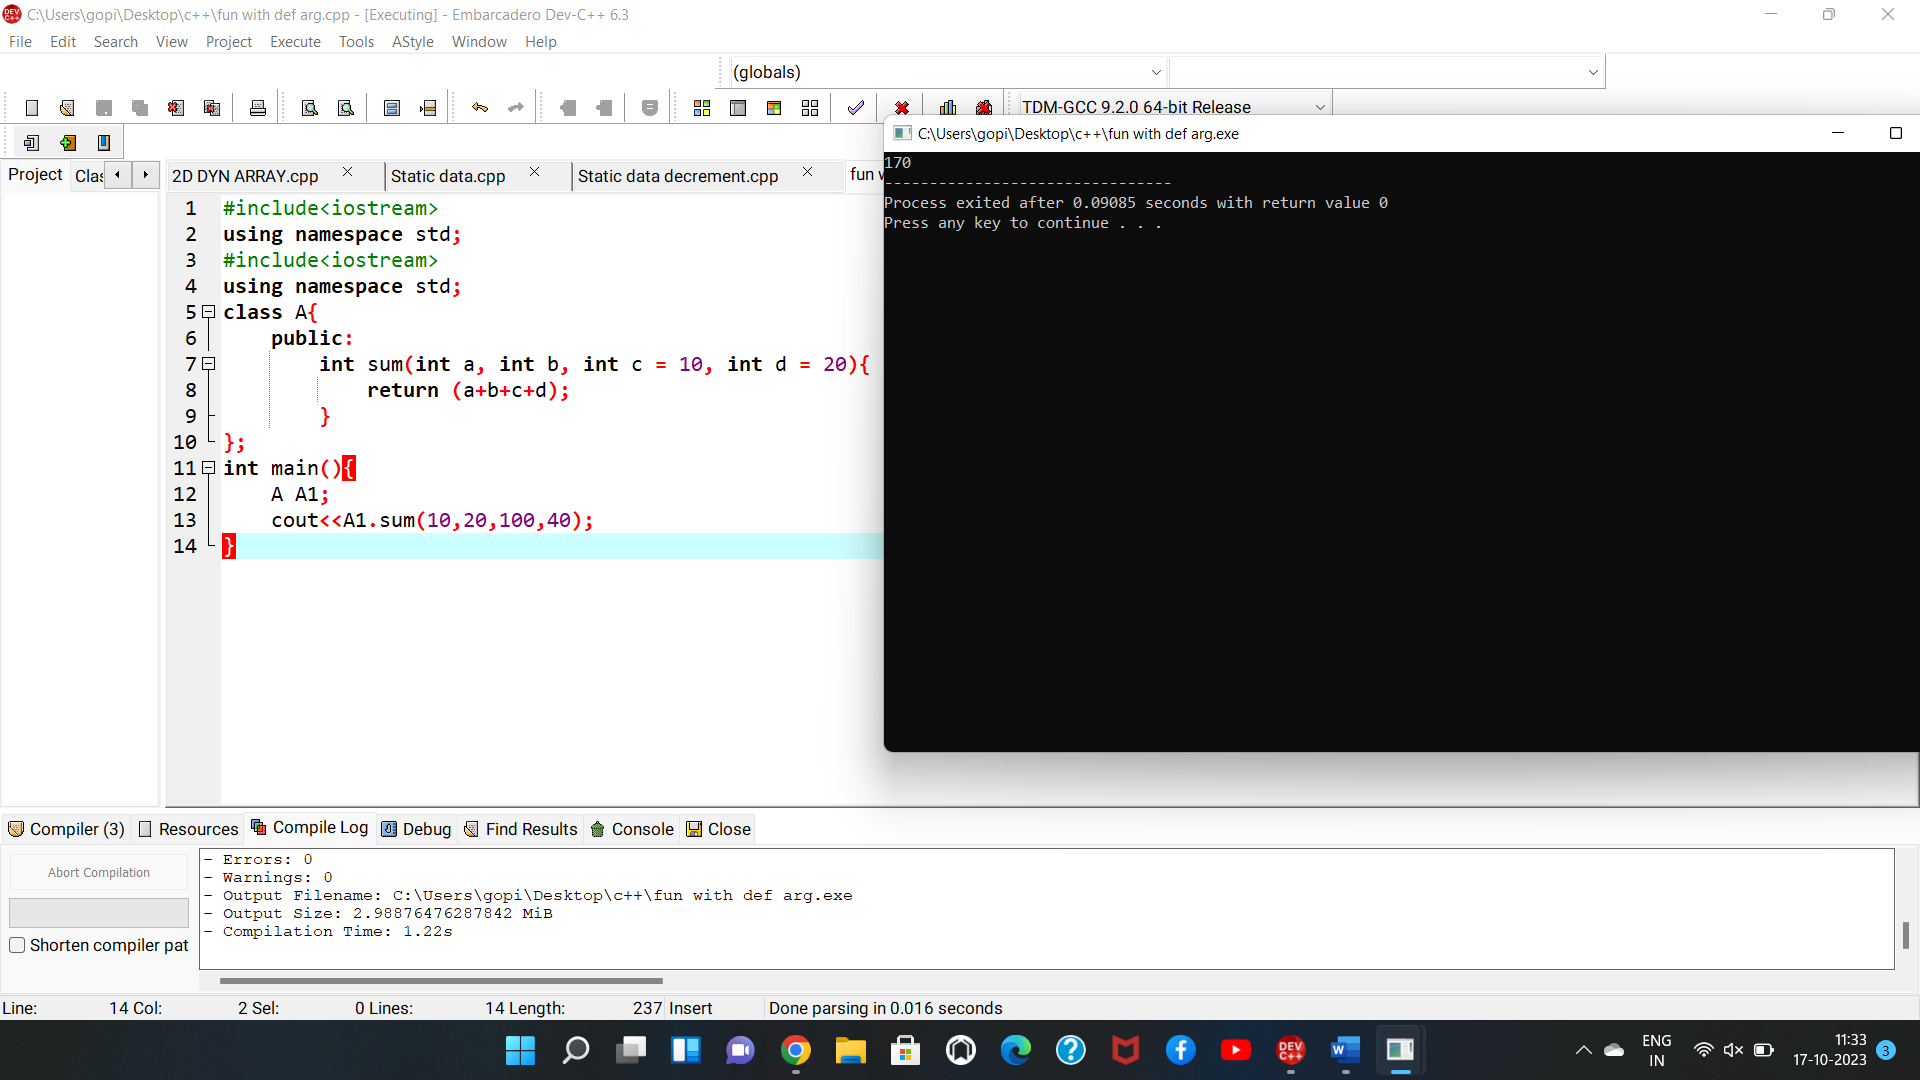 C:\Users\gopi\Desktop\c++\fun with def arg.cpp - [Executing] - Embarcadero Dev-C++ 6.3
File Edit Search View Project Execute Tools AStyle Window Help
(globals)
TDM-GCC 9.2.0 64-bit Release
Project Clas
2D DYN ARRAY.cpp Static data.cpp Static data decrement.cpp fun w
1 #include<iostream>
2 using namespace std;
3 #include<iostream>
4 using namespace std;
5 class A{
6 public:
7 int sum(int a, int b, int c = 10, int d = 20){
8 return (a+b+c+d);
9 }
10 };
11 int main(){
12 A A1;
13 cout<<A1.sum(10,20,100,40);
14 }
C:\Users\gopi\Desktop\c++\fun with def arg.exe
170
--------------------------------
Process exited after 0.09085 seconds with return value 0
Press any key to continue . . .
Compiler (3) Resources Compile Log Debug Find Results Console Close
Abort Compilation
Shorten compiler pat
- Errors: 0
- Warnings: 0
- Output Filename: C:\Users\gopi\Desktop\c++\fun with def arg.exe
- Output Size: 2.98876476287842 MiB
- Compilation Time: 1.22s
Line: 14 Col: 2 Sel: 0 Lines: 14 Length: 237 Insert Done parsing in 0.016 seconds
DEV C++
ENG
IN
11:33
17-10-2023
3